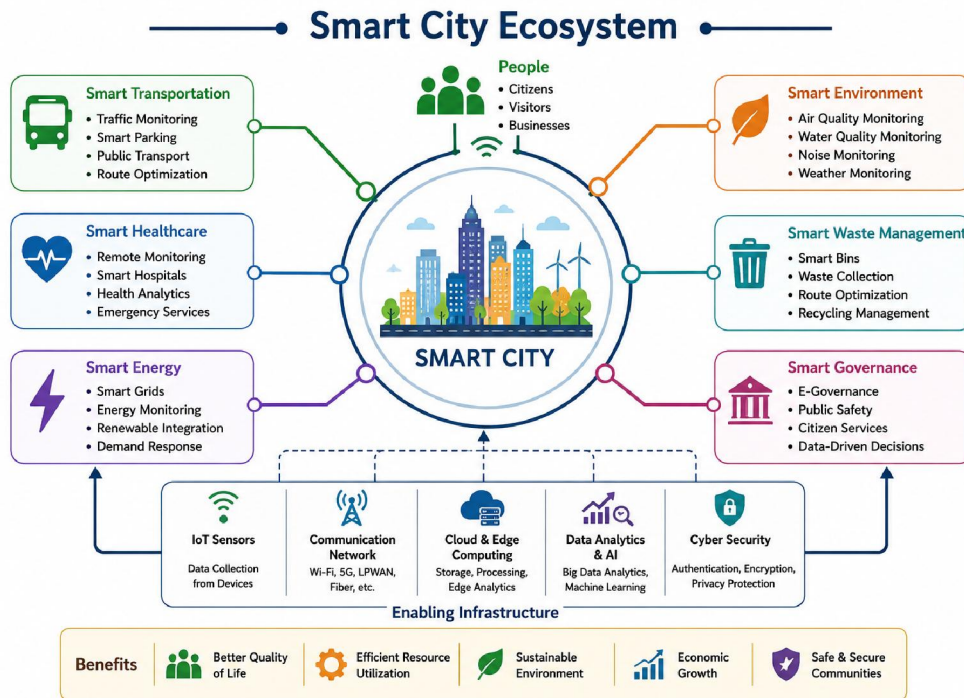 Smart City Ecosystem
People
• Citizens
• Visitors
• Businesses
Smart Transportation
• Traffic Monitoring
• Smart Parking
• Public Transport
• Route Optimization
Smart Healthcare
• Remote Monitoring
• Smart Hospitals
• Health Analytics
• Emergency Services
Smart Energy
• Smart Grids
• Energy Monitoring
• Renewable Integration
• Demand Response
SMART CITY
Smart Environment
• Air Quality Monitoring
• Water Quality Monitoring
• Noise Monitoring
• Weather Monitoring
Smart Waste Management
• Smart Bins
• Waste Collection
• Route Optimization
• Recycling Management
Smart Governance
• E-Governance
• Public Safety
• Citizen Services
• Data-Driven Decisions
IoT Sensors
Data Collection
from Devices
Communication
Network
Wi-Fi, 5G, LPWAN,
Fiber, etc.
Cloud & Edge
Computing
Storage, Processing,
Edge Analytics
Data Analytics
& AI
Big Data Analytics,
Machine Learning
Cyber Security
Authentication, Encryption,
Privacy Protection
Enabling Infrastructure
Benefits
Better Quality
of Life
Efficient Resource
Utilization
Sustainable
Environment
Economic
Growth
Safe & Secure
Communities